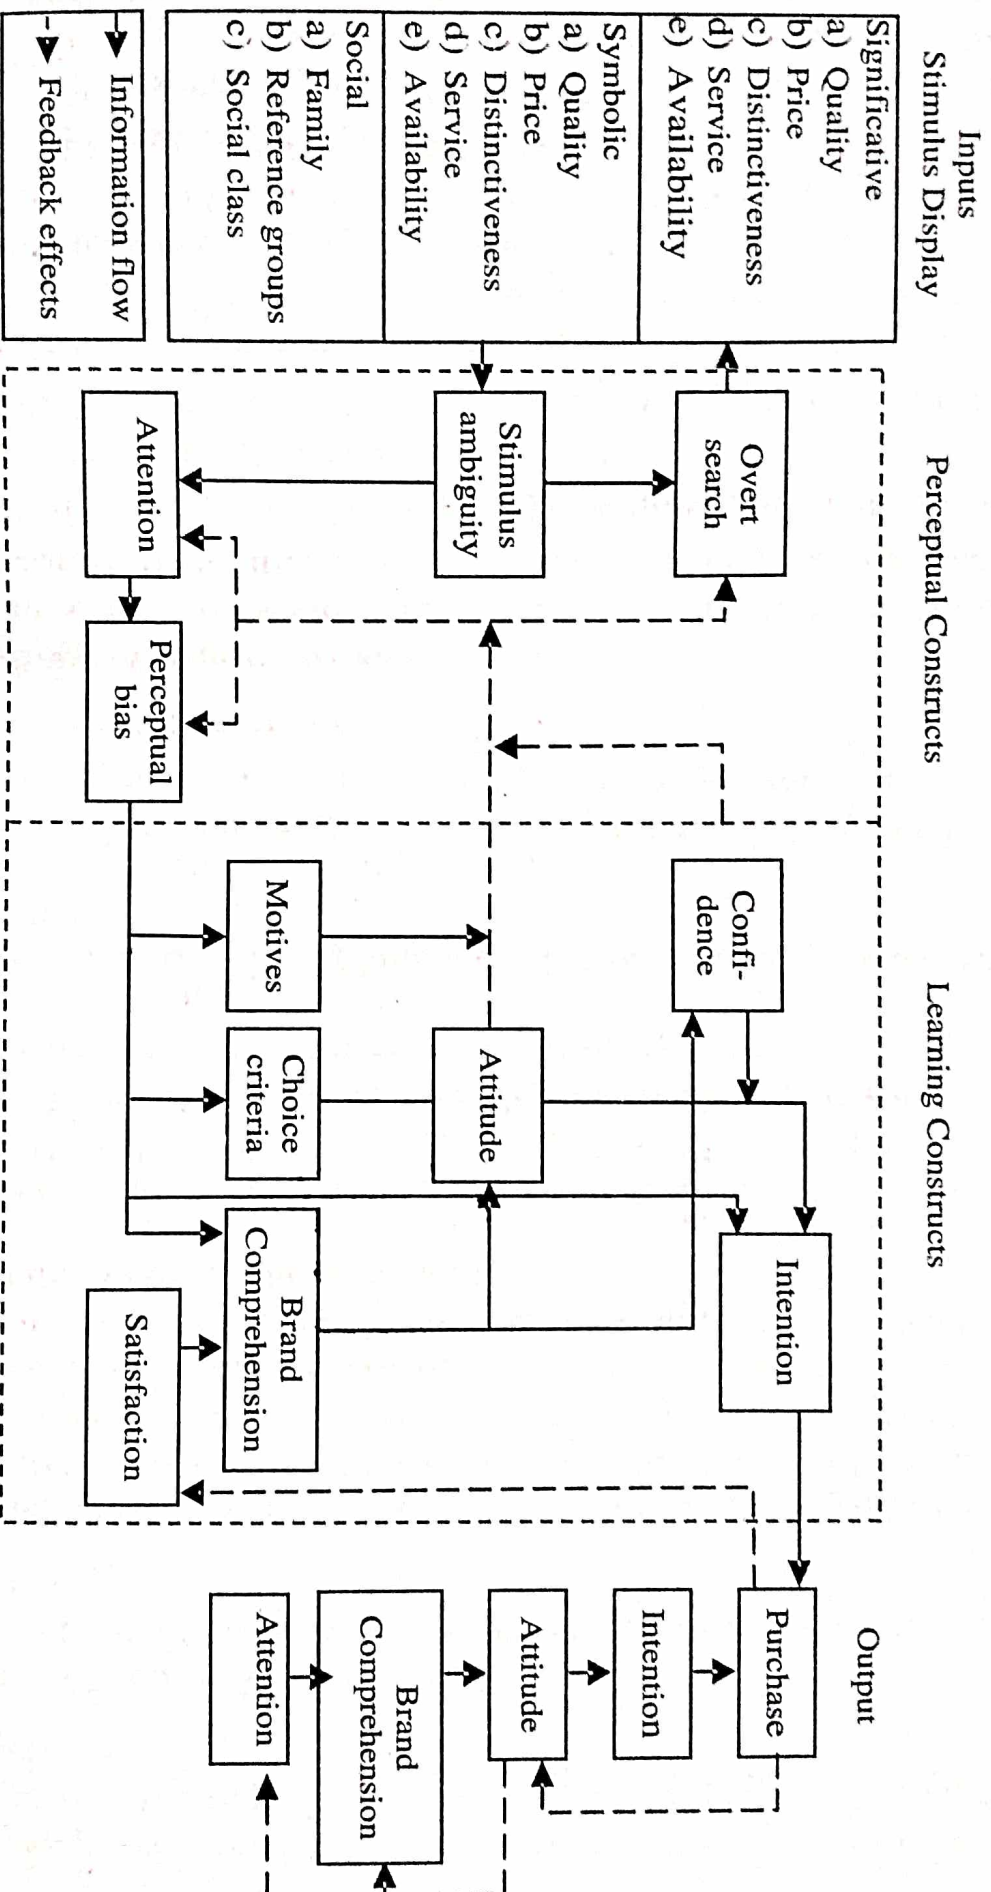 Inputs
Stimulus Display
Significative
a) Quality
b) Price
c) Distinctiveness
d) Service
e) Availability
Symbolic
a) Quality
b) Price
c) Distinctiveness
d) Service
e) Availability
Social
a) Family
b) Reference groups
c) Social class
Information flow
Feedback effects
Perceptual Constructs
Overt
search
Stimulus
ambiguity
Attention
Perceptual
bias
Learning Constructs
Confi-
dence
Motives
Choice
criteria
Attitude
Intention
Brand
Comprehension
Satisfaction
Output
Purchase
Intention
Attitude
Brand
Comprehension
Attention